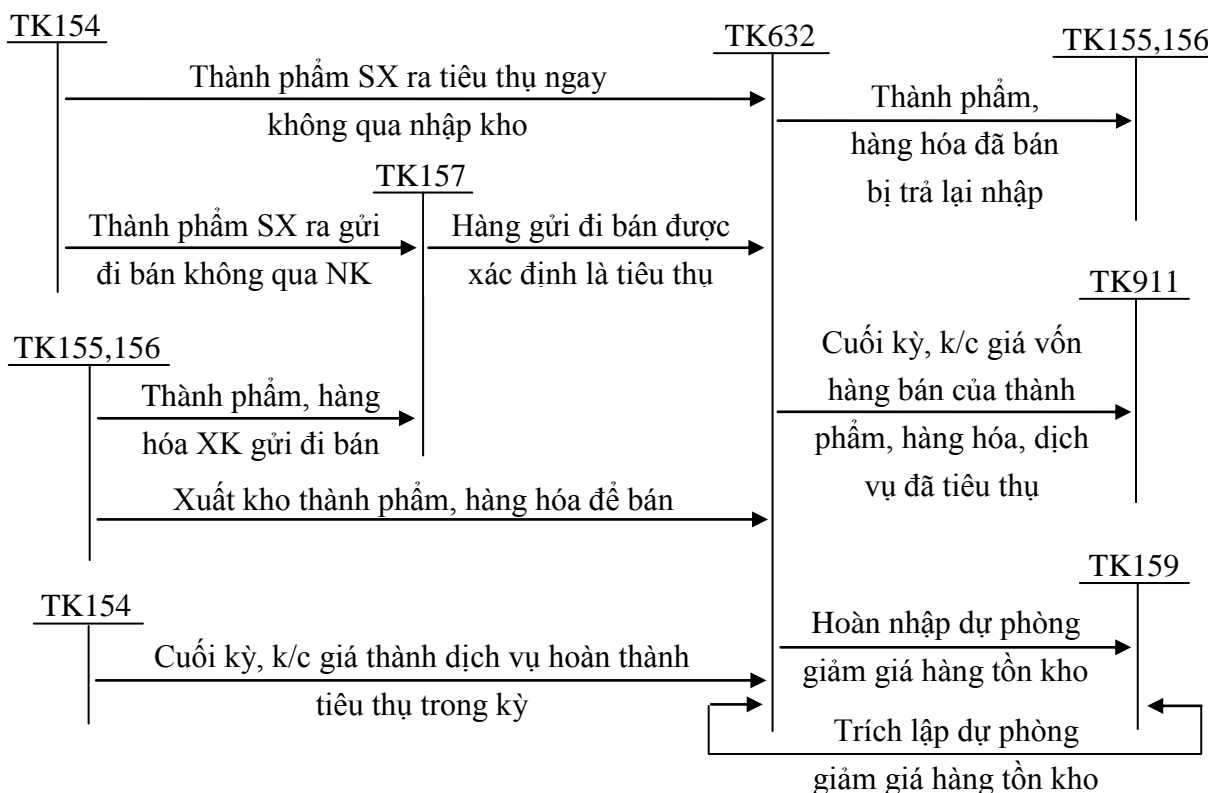 TK154
TK632
TK155,156
Thành phẩm SX ra tiêu thụ ngay
không qua nhập kho
Thành phẩm,
hàng hóa đã bán
bị trả lại nhập
TK157
Thành phẩm SX ra gửi
đi bán không qua NK
Hàng gửi đi bán được
xác định là tiêu thụ
TK911
TK155,156
Cuối kỳ, k/c giá vốn
hàng bán của thành
phẩm, hàng hóa, dịch
vụ đã tiêu thụ
Thành phẩm, hàng
hóa XK gửi đi bán
Xuất kho thành phẩm, hàng hóa để bán
TK159
TK154
Hoàn nhập dự phòng
giảm giá hàng tồn kho
Cuối kỳ, k/c giá thành dịch vụ hoàn thành
tiêu thụ trong kỳ
Trích lập dự phòng
giảm giá hàng tồn kho